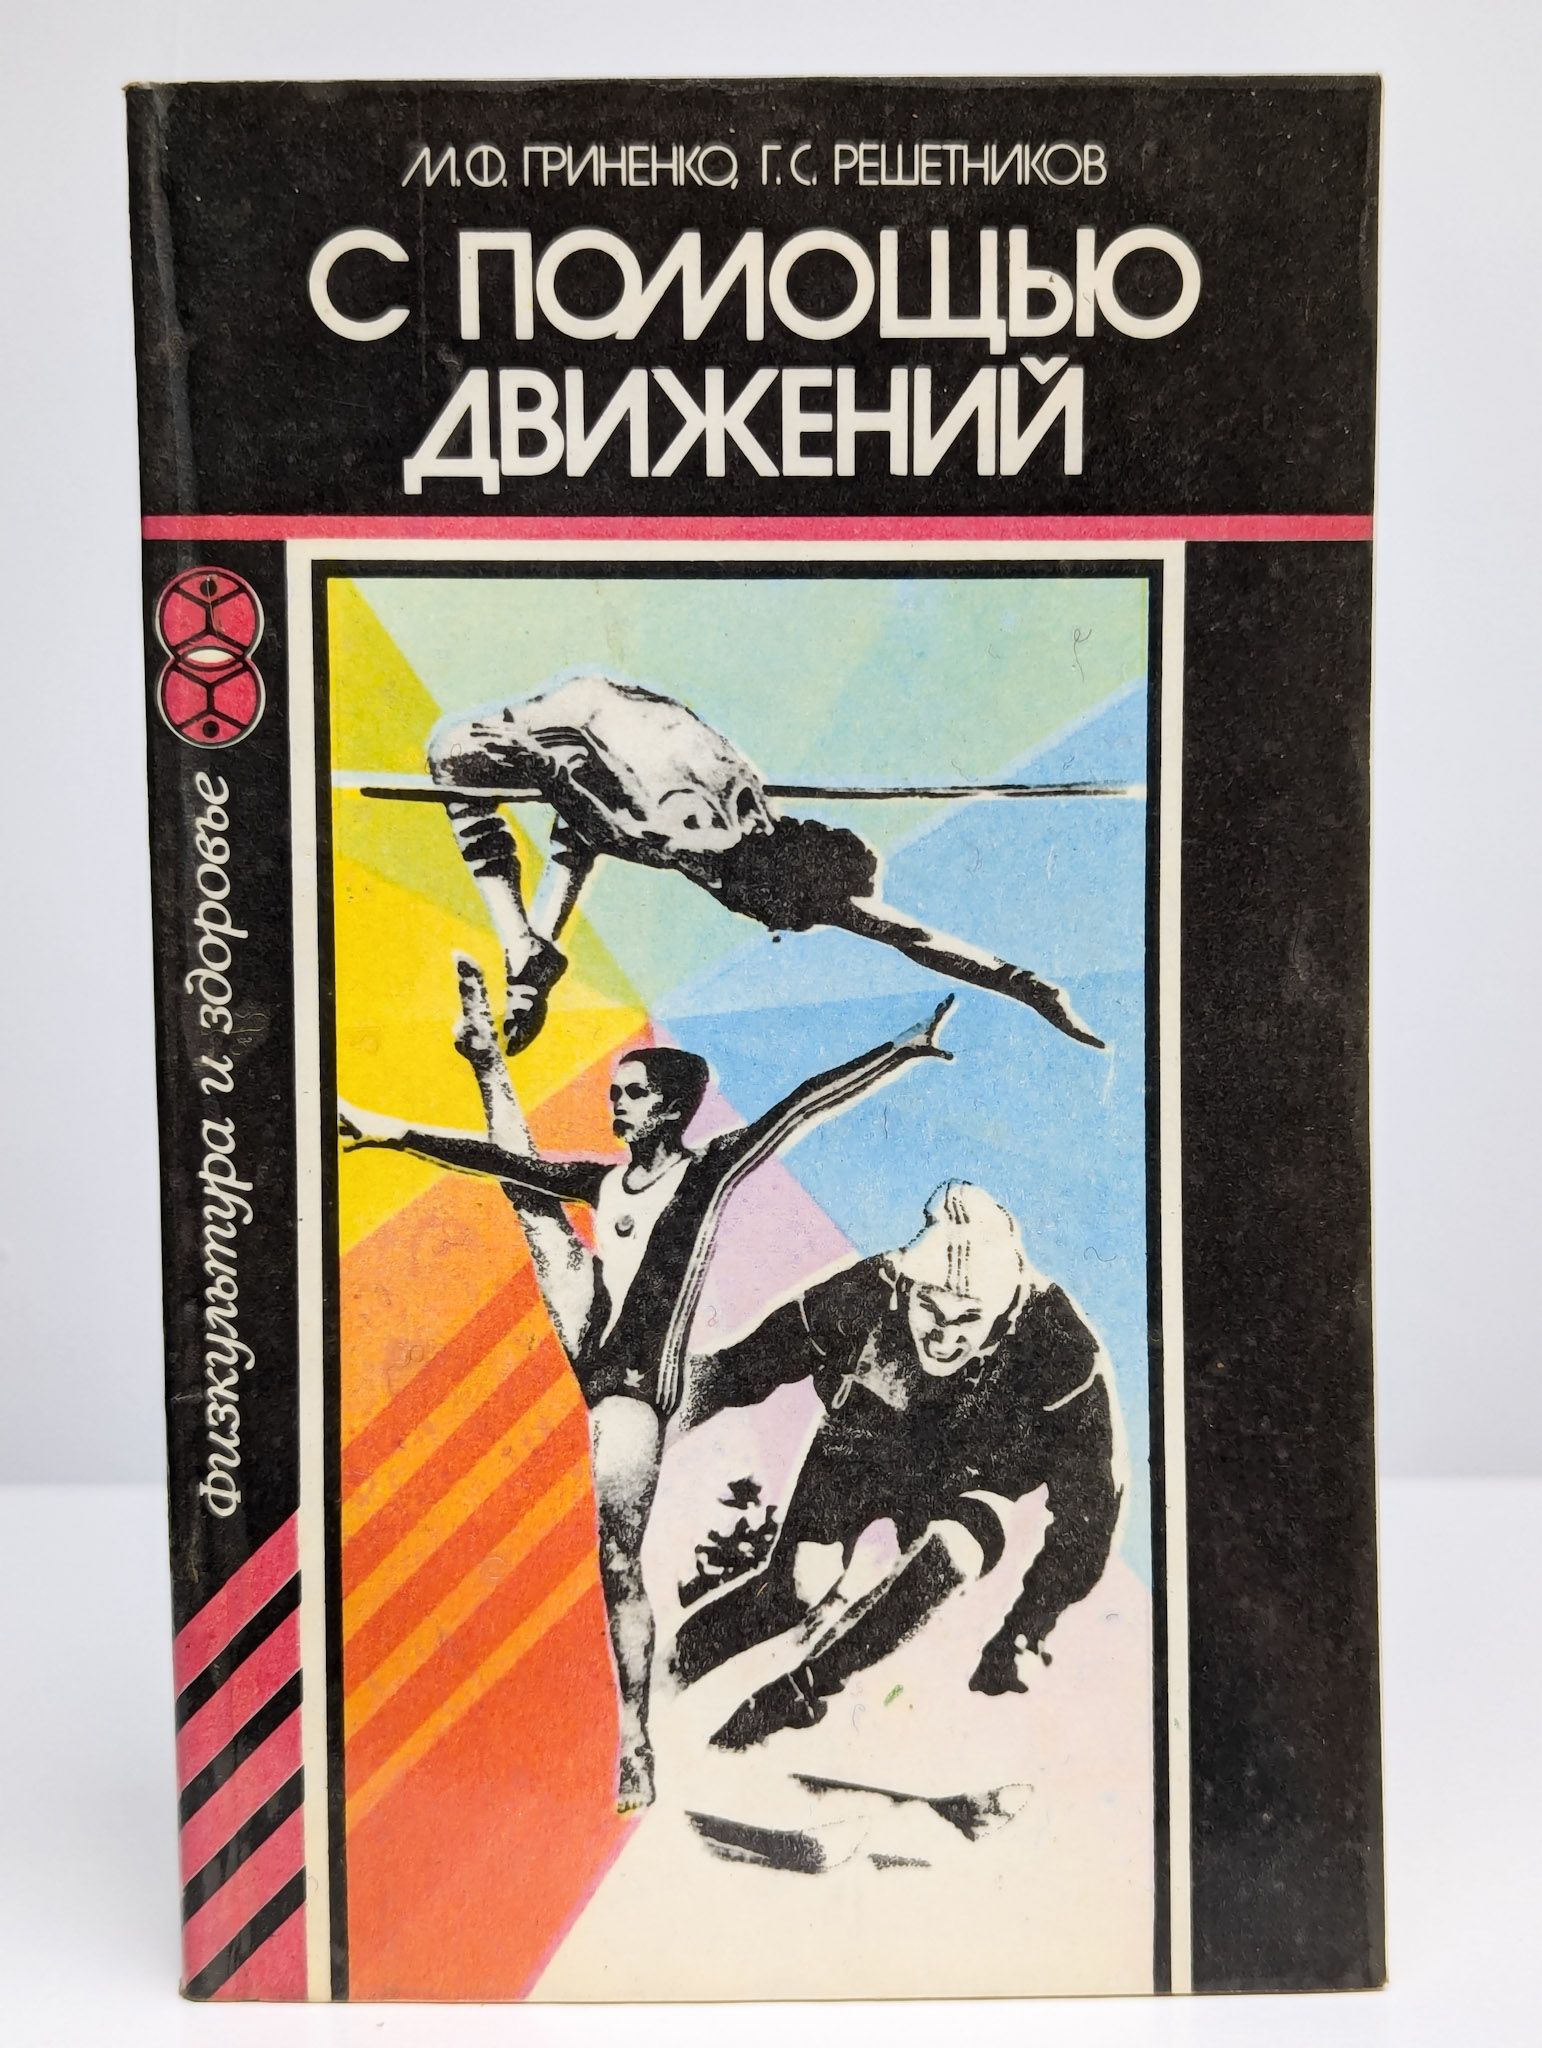 М.Ф. ГРИНЕНКО, Г.С. РЕШЕТНИКОВ
С ПОМОЩЬЮ
ДВИЖЕНИЙ
физкультура и здоровье